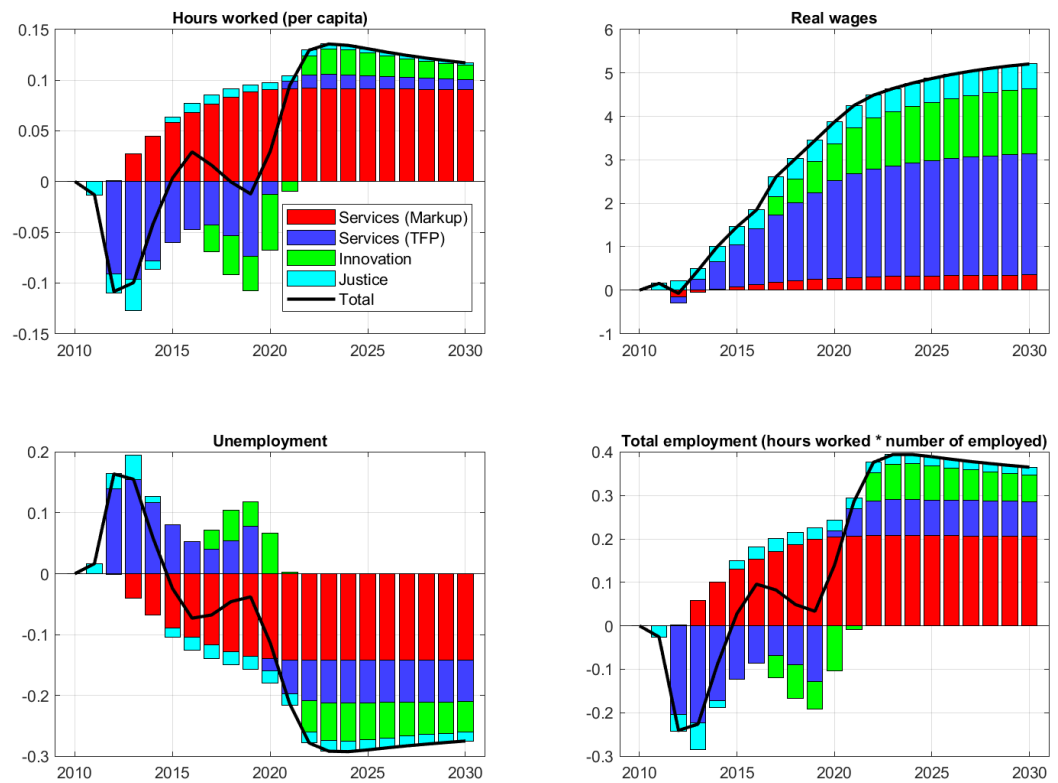 Hours worked (per capita)
0.15
0.1
0.05
0
-0.05
-0.1
-0.15
2010 2015 2020 2025 2030
Services (Markup)
Services (TFP)
Innovation
Justice
Total
Real wages
6
5
4
3
2
1
0
-1
2010 2015 2020 2025 2030
Unemployment
0.2
0.1
0
-0.1
-0.2
-0.3
2010 2015 2020 2025 2030
Total employment (hours worked * number of employed)
0.4
0.3
0.2
0.1
0
-0.1
-0.2
-0.3
2010 2015 2020 2025 2030